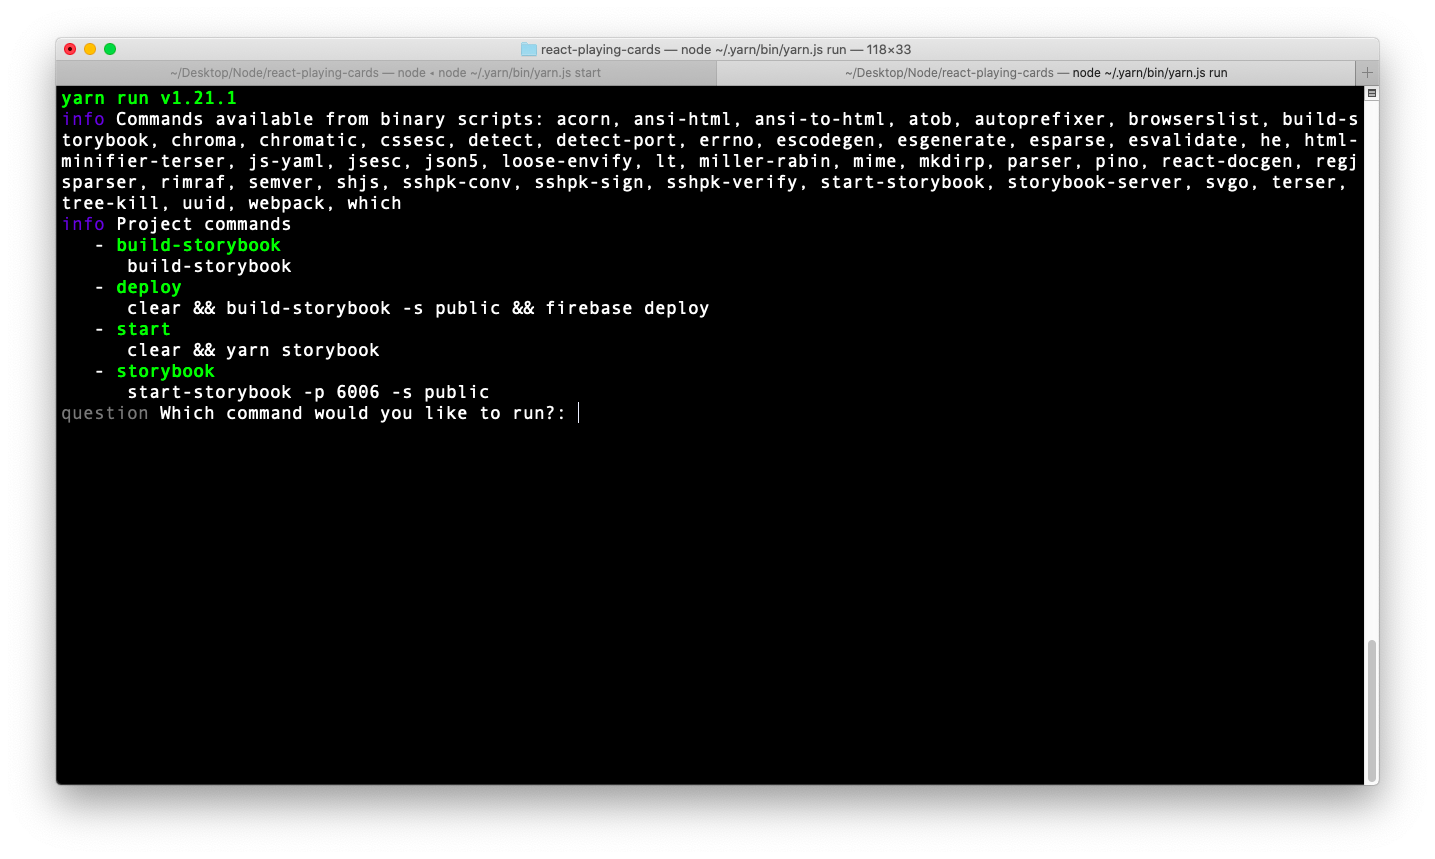 react-playing-cards — node ~/.yarn/bin/yarn.js run — 118×33
~/Desktop/Node/react-playing-cards — node ◂ node ~/.yarn/bin/yarn.js start
~/Desktop/Node/react-playing-cards — node ~/.yarn/bin/yarn.js run
yarn run v1.21.1
info Commands available from binary scripts: acorn, ansi-html, ansi-to-html, atob, autoprefixer, browserslist, build-s
torybook, chroma, chromatic, cssesc, detect, detect-port, errno, escodegen, esgenerate, esparse, esvalidate, he, html-
minifier-terser, js-yaml, jsesc, json5, loose-envify, lt, miller-rabin, mime, mkdirp, parser, pino, react-docgen, regj
sparser, rimraf, semver, shjs, sshpk-conv, sshpk-sign, sshpk-verify, start-storybook, storybook-server, svgo, terser,
tree-kill, uuid, webpack, which
info Project commands
- build-storybook
build-storybook
- deploy
clear && build-storybook -s public && firebase deploy
- start
clear && yarn storybook
- storybook
start-storybook -p 6006 -s public
question Which command would you like to run?: